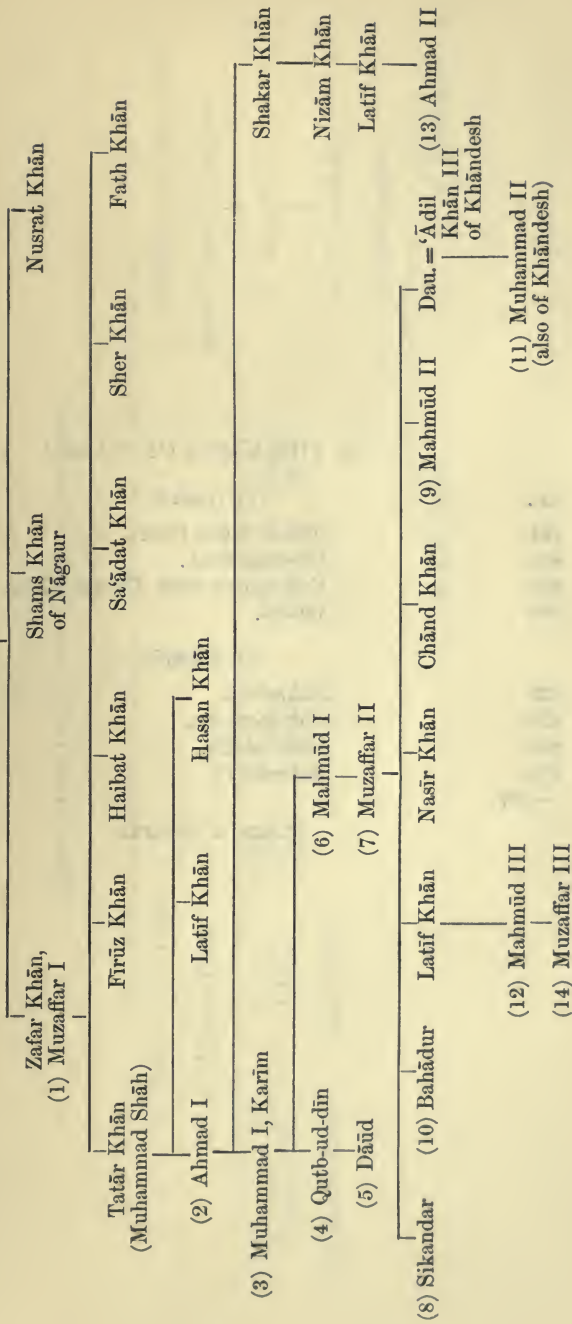 Zafar Khān,
(1) Muzaffar I
Shams Khān
of Nāgaur
Nusrat Khān
Tatār Khān
(Muhammad Shāh)
Fīrūz Khān
Haibat Khān
Sa'ādat Khān
Sher Khān
Fath Khān
(2) Ahmad I
Latīf Khān
Hasan Khān
(3) Muhammad I, Karīm
Shakar Khān
(4) Qutb-ud-dīn
(6) Mahmūd I
Nizām Khān
(5) Dāūd
(7) Muzaffar II
Latīf Khān
(8) Sikandar
(10) Bahādur
Latīf Khān
Nasīr Khān
Chānd Khān
(9) Mahmūd II
Dau. = 'Ādil
Khān III
of Khāndesh
(13) Ahmad II
(12) Mahmūd III
(11) Muhammad II
(also of Khāndesh)
(14) Muzaffar III